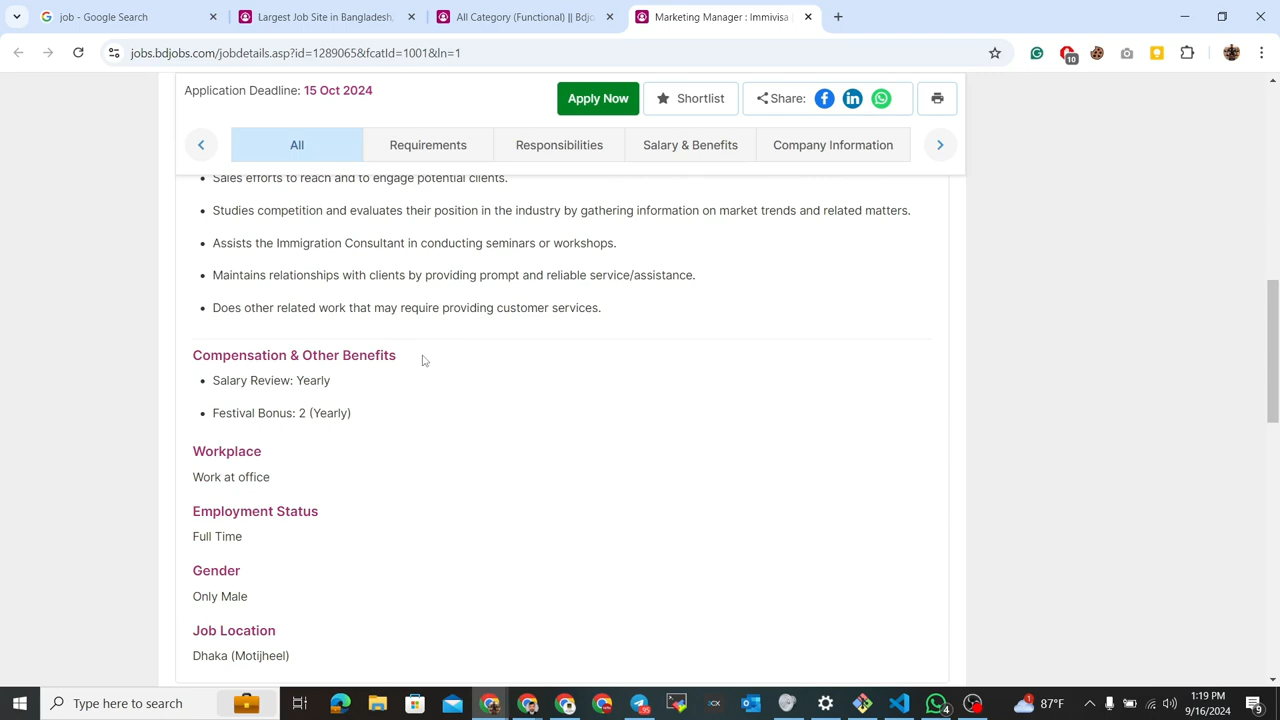 job - Google Search
Largest Job Site in Bangladesh,
All Category (Functional) || Bdjo
Marketing Manager : Immivisa
jobs.bdjobs.com/jobdetails.asp?id=1289065&fcatId=1001&ln=1
10
Application Deadline: 15 Oct 2024
Apply Now
Shortlist
Share:
All
Requirements
Responsibilities
Salary & Benefits
Company Information
Sales efforts to reach and to engage potential clients.
Studies competition and evaluates their position in the industry by gathering information on market trends and related matters.
Assists the Immigration Consultant in conducting seminars or workshops.
Maintains relationships with clients by providing prompt and reliable service/assistance.
Does other related work that may require providing customer services.
Compensation & Other Benefits
Salary Review: Yearly
Festival Bonus: 2 (Yearly)
Workplace
Work at office
Employment Status
Full Time
Gender
Only Male
Job Location
Dhaka (Motijheel)
Type here to search
87°F
1:19 PM
9/16/2024